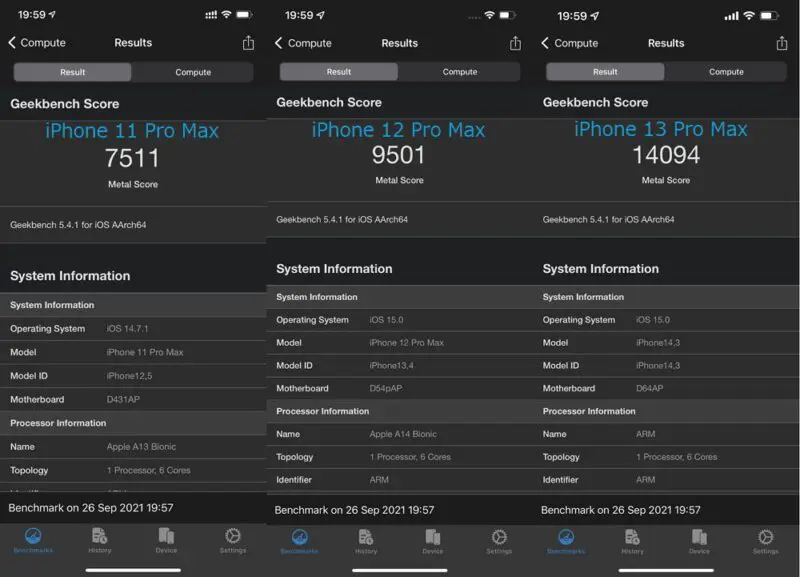 19:59
Compute Results
Result Compute
Geekbench Score
iPhone 11 Pro Max
7511
Metal Score
Geekbench 5.4.1 for iOS AArch64
System Information
System Information
Operating System iOS 14.7.1
Model iPhone 11 Pro Max
Model ID iPhone12,5
Motherboard D431AP
Processor Information
Name Apple A13 Bionic
Topology 1 Processor, 6 Cores
Benchmark on 26 Sep 2021 19:57
Benchmarks History Device Settings
19:59
Compute Results
Result Compute
Geekbench Score
iPhone 12 Pro Max
9501
Metal Score
Geekbench 5.4.1 for iOS AArch64
System Information
System Information
Operating System iOS 15.0
Model iPhone 12 Pro Max
Model ID iPhone13,4
Motherboard D54pAP
Processor Information
Name Apple A14 Bionic
Topology 1 Processor, 6 Cores
Identifier ARM
Benchmark on 26 Sep 2021 19:57
Benchmarks History Device Settings
19:59
Compute Results
Result Compute
Geekbench Score
iPhone 13 Pro Max
14094
Metal Score
Geekbench 5.4.1 for iOS AArch64
System Information
System Information
Operating System iOS 15.0
Model iPhone14,3
Model ID iPhone14,3
Motherboard D64AP
Processor Information
Name ARM
Topology 1 Processor, 6 Cores
Identifier ARM
Benchmark on 26 Sep 2021 19:57
Benchmarks History Device Settings